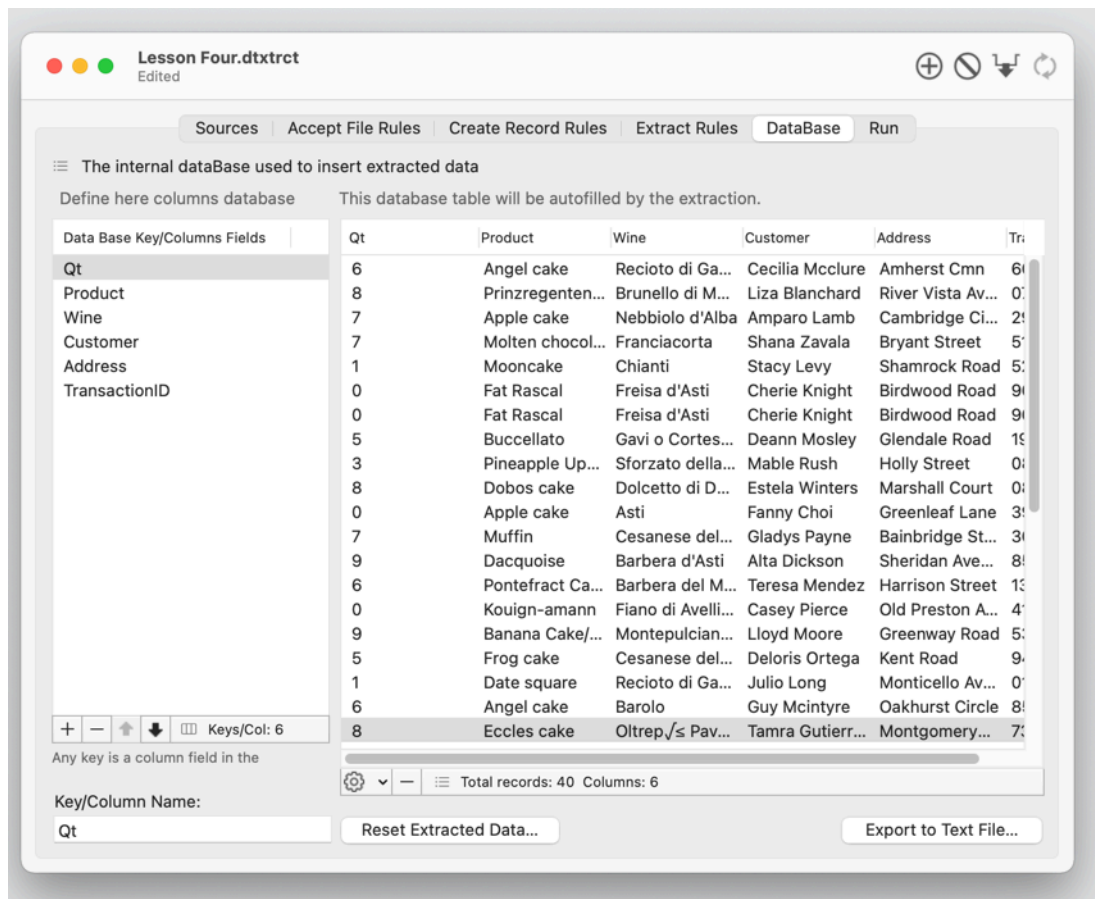 Lesson Four.dtxtrct
Edited
Sources Accept File Rules Create Record Rules Extract Rules DataBase Run
The internal dataBase used to insert extracted data
Define here columns database
This database table will be autofilled by the extraction.
Data Base Key/Columns Fields
Qt
Product
Wine
Customer
Address
TransactionID
Keys/Col: 6
Any key is a column field in the
Key/Column Name:
Qt
Qt Product Wine Customer Address
6 Angel cake Recioto di Ga... Cecilia Mcclure Amherst Cmn
8 Prinzregenten... Brunello di M... Liza Blanchard River Vista Av...
7 Apple cake Nebbiolo d'Alba Amparo Lamb Cambridge Ci...
7 Molten chocol... Franciacorta Shana Zavala Bryant Street
1 Mooncake Chianti Stacy Levy Shamrock Road
0 Fat Rascal Freisa d'Asti Cherie Knight Birdwood Road
0 Fat Rascal Freisa d'Asti Cherie Knight Birdwood Road
5 Buccellato Gavi o Cortes... Deann Mosley Glendale Road
3 Pineapple Up... Sforzato della... Mable Rush Holly Street
8 Dobos cake Dolcetto di D... Estela Winters Marshall Court
0 Apple cake Asti Fanny Choi Greenleaf Lane
7 Muffin Cesanese del... Gladys Payne Bainbridge St...
9 Dacquoise Barbera d'Asti Alta Dickson Sheridan Ave...
6 Pontefract Ca... Barbera del M... Teresa Mendez Harrison Street
0 Kouign-amann Fiano di Avelli... Casey Pierce Old Preston A...
9 Banana Cake/... Montepulcian... Lloyd Moore Greenway Road
5 Frog cake Cesanese del... Deloris Ortega Kent Road
1 Date square Recioto di Ga... Julio Long Monticello Av...
6 Angel cake Barolo Guy Mcintyre Oakhurst Circle
8 Eccles cake Oltrep√≤ Pav... Tamra Gutierr... Montgomery...
Total records: 40 Columns: 6
Reset Extracted Data...
Export to Text File...